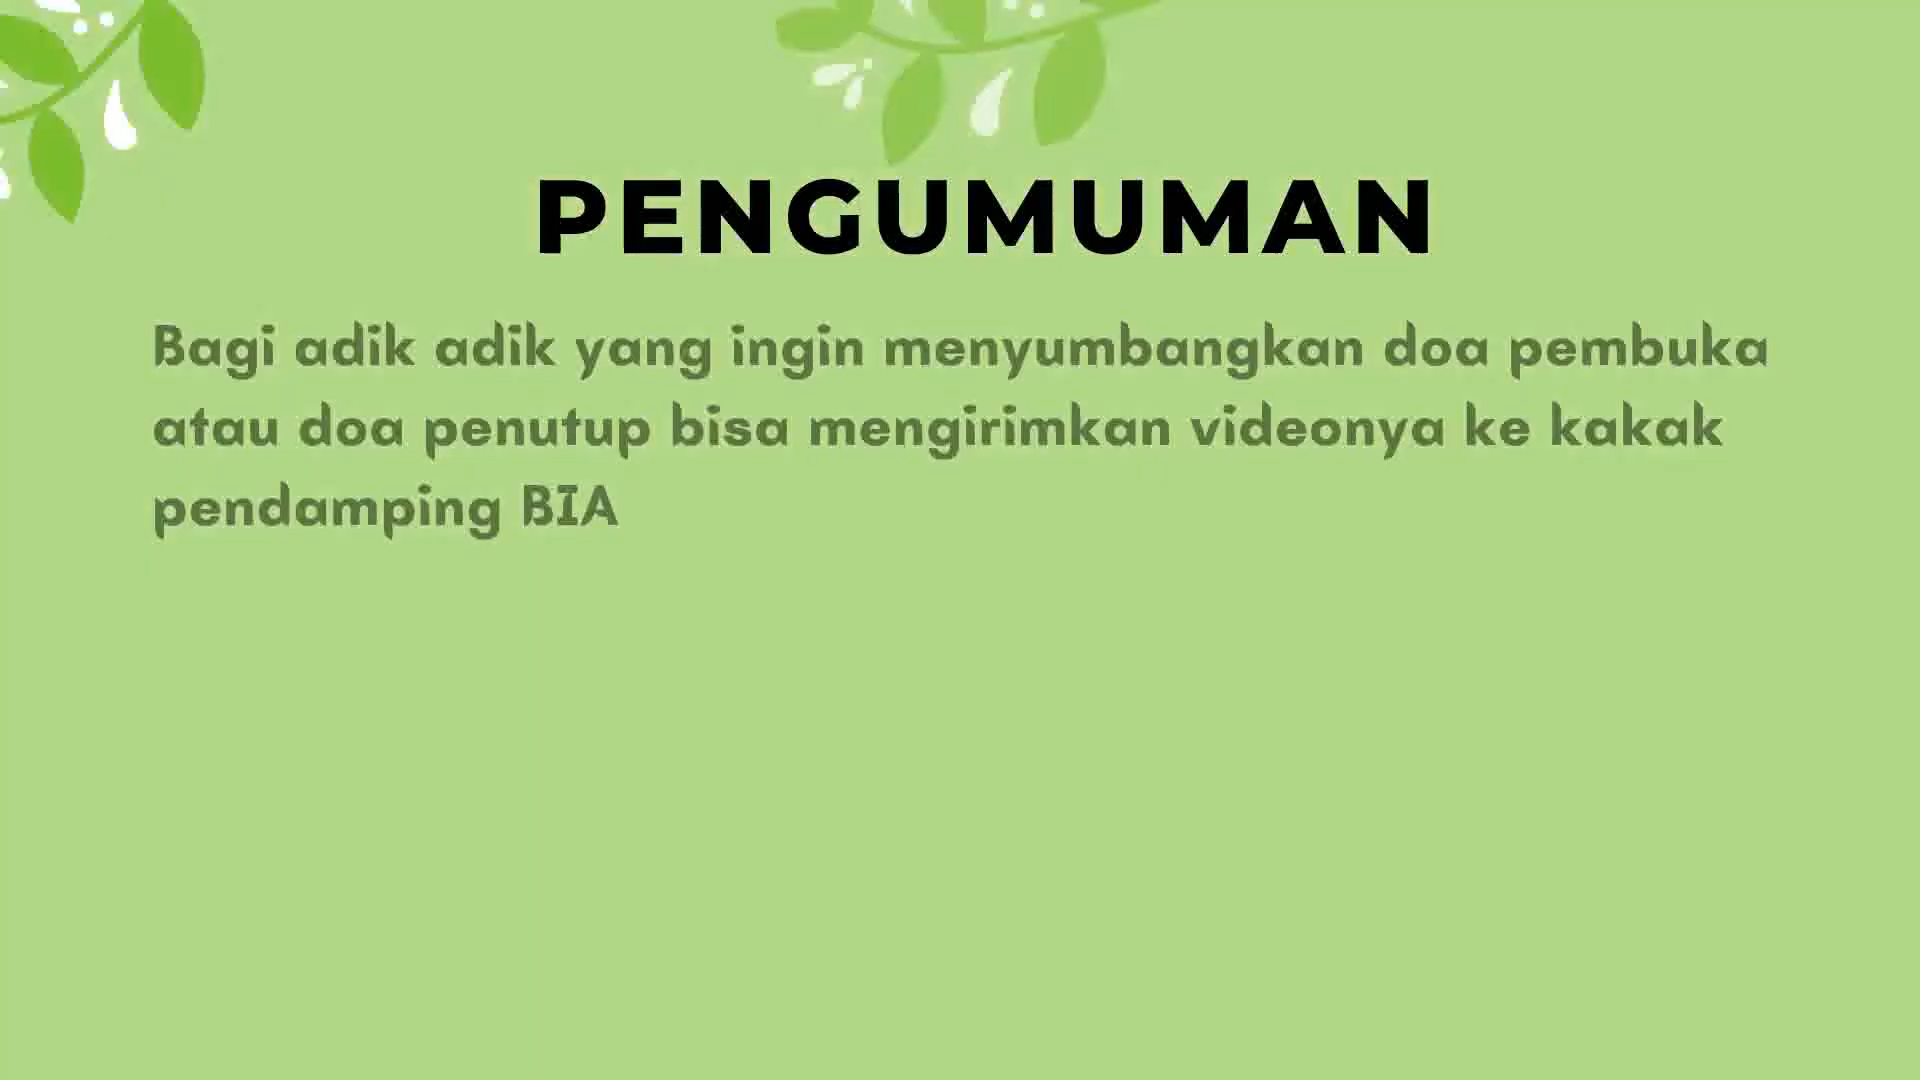 PENGUMUMAN
Bagi adik adik yang ingin menyumbangkan doa pembuka
atau doa penutup bisa mengirimkan videonya ke kakak
pendamping BIA